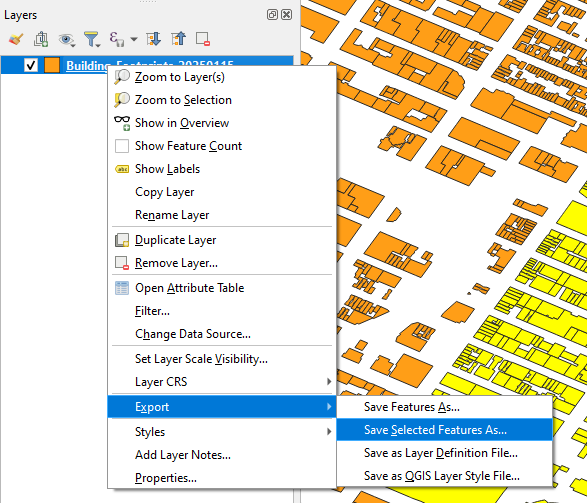 Layers
Building_Footprints_20250115
Zoom to Layer(s)
Zoom to Selection
Show in Overview
Show Feature Count
abc
Show Labels
Copy Layer
Rename Layer
Duplicate Layer
Remove Layer...
Open Attribute Table
Filter...
Change Data Source...
Set Layer Scale Visibility...
Layer CRS
Export
Save Features As...
Save Selected Features As...
Styles
Save as Layer Definition File...
Add Layer Notes...
Save as QGIS Layer Style File...
Properties...